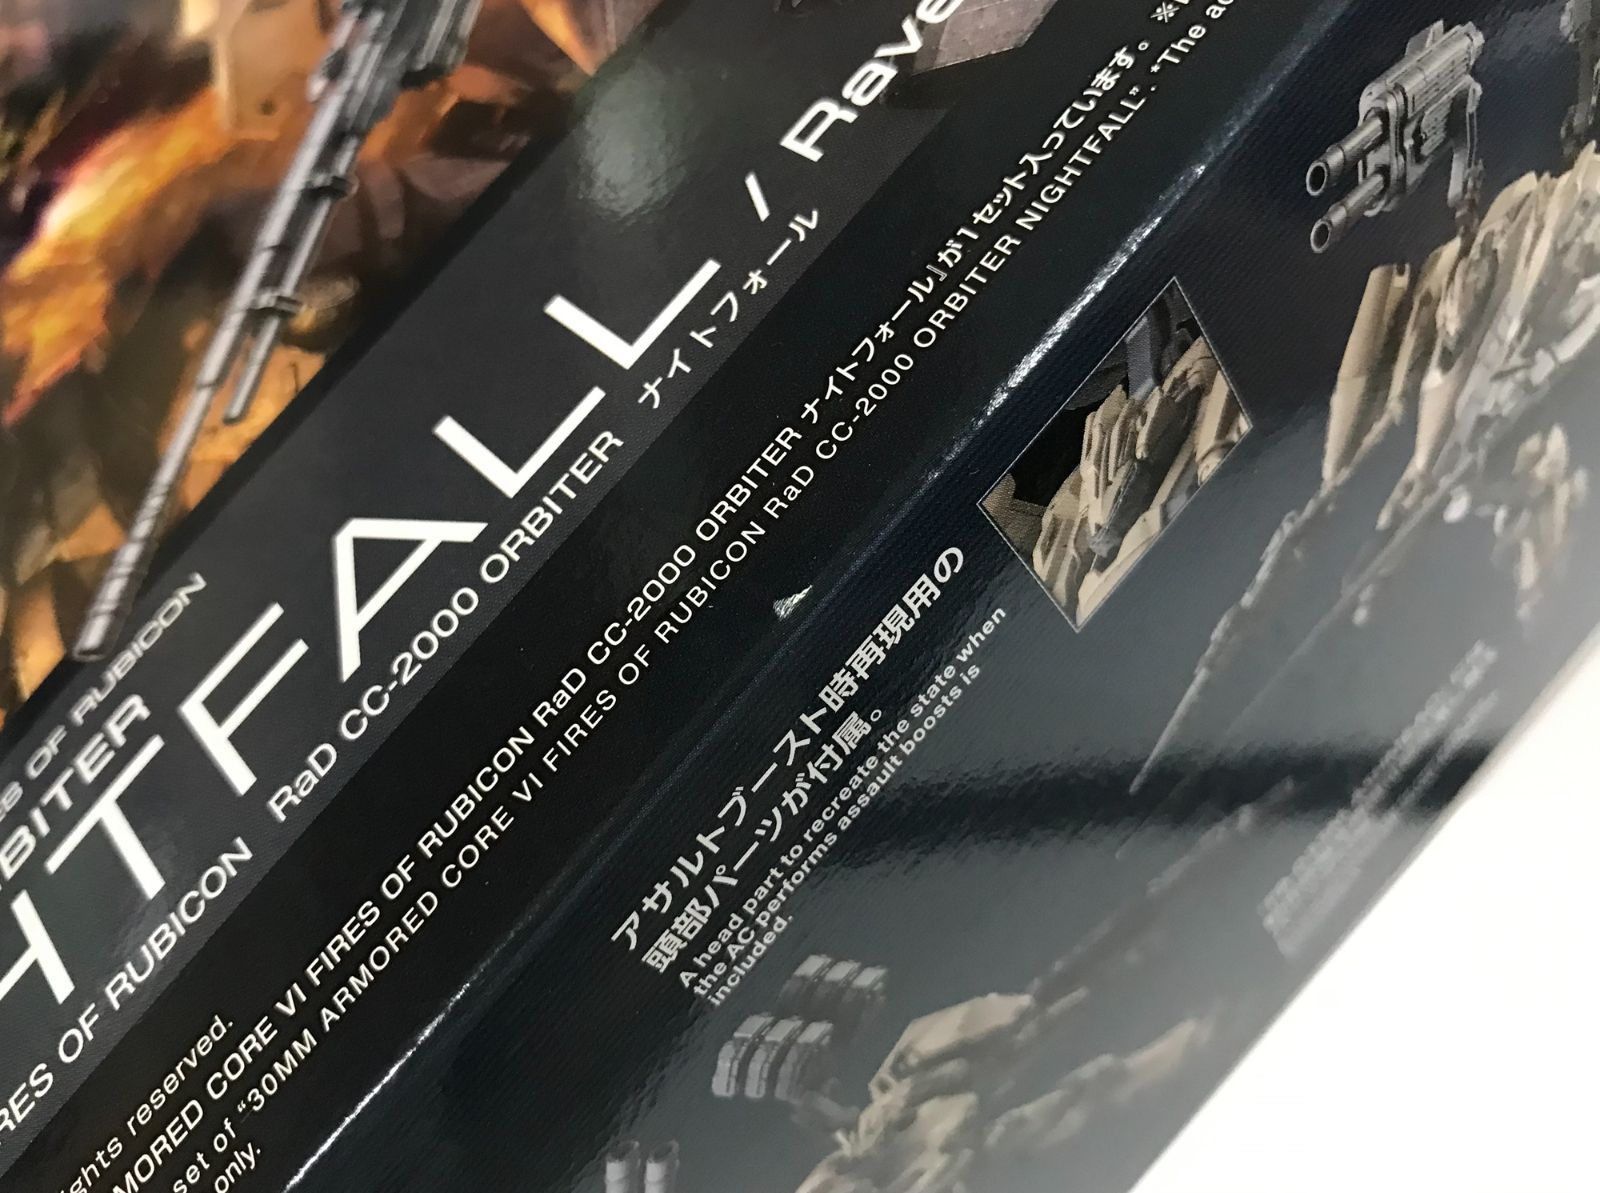 OF RUBICON
ORBITER
HTFALL / Rave
OF RUBICON RaD CC-2000 ORBITER ナイトフォール
ights reserved.
MORED CORE VI FIRES OF RUBICON RaD CC-2000 ORBITER ナイトフォール』が1セット入っています。
set of “30MM ARMORED CORE VI FIRES OF RUBICON RaD CC-2000 ORBITER NIGHTFALL”. *The
only.
アサルトブースト時再現用の
頭部パーツが付属。
A head part to recreate the state when
the AC performs assault boosts is
included.